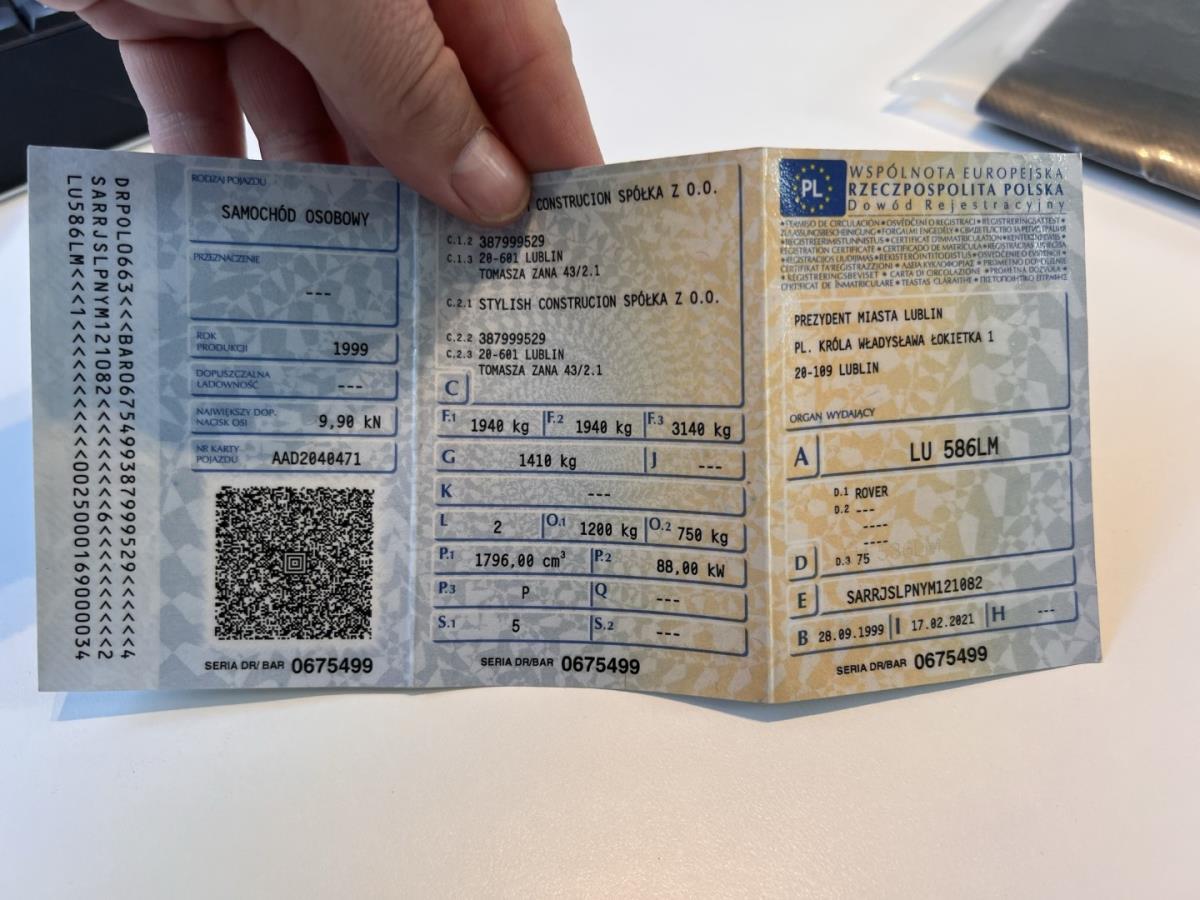 DRPOL0663<<BAR0675499387999529<<<<<4
SARRJSLPNYM121082<<<<<<<6<<<<<<<<<<2
LU586LM<<1<<<<<<<<<<<002500016900003​4
RODZAJ POJAZDU
SAMOCHÓD OSOBOWY
PRZEZNACZENIE
---
ROK PRODUKCJI 1999
DOPUSZCZALNA ŁADOWNOŚĆ ---
NAJWIĘKSZY DOP. NACISK OSI 9,90 kN
NR KARTY POJAZDU AAD2040471
SERIA DR/BAR 0675499
CONSTRUCION SPÓŁKA Z O.O.
C.1.2 387999529
C.1.3 20-601 LUBLIN
TOMASZA ZANA 43/2.1
C.2.1 STYLISH CONSTRUCION SPÓŁKA Z O.O.
C.2.2 387999529
C.2.3 20-601 LUBLIN
TOMASZA ZANA 43/2.1
C
F.1 1940 kg F.2 1940 kg F.3 3140 kg
G 1410 kg J ---
K ---
L 2 O.1 1200 kg O.2 750 kg
P.1 1796,00 cm³ P.2 88,00 kW
P.3 P Q ---
S.1 5 S.2 ---
SERIA DR/BAR 0675499
PL
WSPÓLNOTA EUROPEJSKA
RZECZPOSPOLITA POLSKA
Dowód Rejestracyjny
PREZYDENT MIASTA LUBLIN
PL. KRÓLA WŁADYSŁAWA ŁOKIETKA 1
20-109 LUBLIN
ORGAN WYDAJĄCY
A LU 586LM
D.1 ROVER
D.2 ---
----
----
D D.3 75
E SARRJSLPNYM121082
B 28.09.1999 I 17.02.2021 H ---
SERIA DR/BAR 0675499